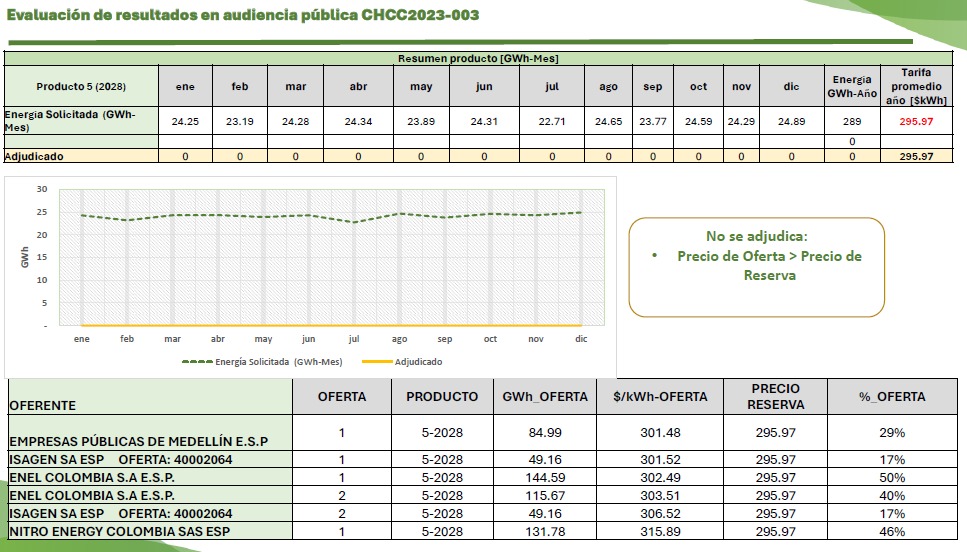 Evaluación de resultados en audiencia pública CHCC2023-003
Resumen producto [GWh-Mes]
Producto 5 (2028) ene feb mar abr may jun jul ago sep oct nov dic Energia GWh-Año Tarifa promedio año [$kWh]
Energia Solicitada (GWh-Mes) 24.25 23.19 24.28 24.34 23.89 24.31 22.71 24.65 23.77 24.59 24.29 24.89 289 295.97
0
Adjudicado 0 0 0 0 0 0 0 0 0 0 0 0 0 295.97
30
25
20
15
10
5
-
GWh
ene feb mar abr may jun jul ago sep oct nov dic
Energía Solicitada (GWh-Mes) Adjudicado
No se adjudica:
• Precio de Oferta > Precio de
Reserva
OFERENTE OFERTA PRODUCTO GWh_OFERTA $/kWh-OFERTA PRECIO RESERVA %_OFERTA
EMPRESAS PÚBLICAS DE MEDELLÍN E.S.P 1 5-2028 84.99 301.48 295.97 29%
ISAGEN SA ESP OFERTA: 40002064 1 5-2028 49.16 301.52 295.97 17%
ENEL COLOMBIA S.A E.S.P. 1 5-2028 144.59 302.49 295.97 50%
ENEL COLOMBIA S.A E.S.P. 2 5-2028 115.67 303.51 295.97 40%
ISAGEN SA ESP OFERTA: 40002064 2 5-2028 49.16 306.52 295.97 17%
NITRO ENERGY COLOMBIA SAS ESP 1 5-2028 131.78 315.89 295.97 46%